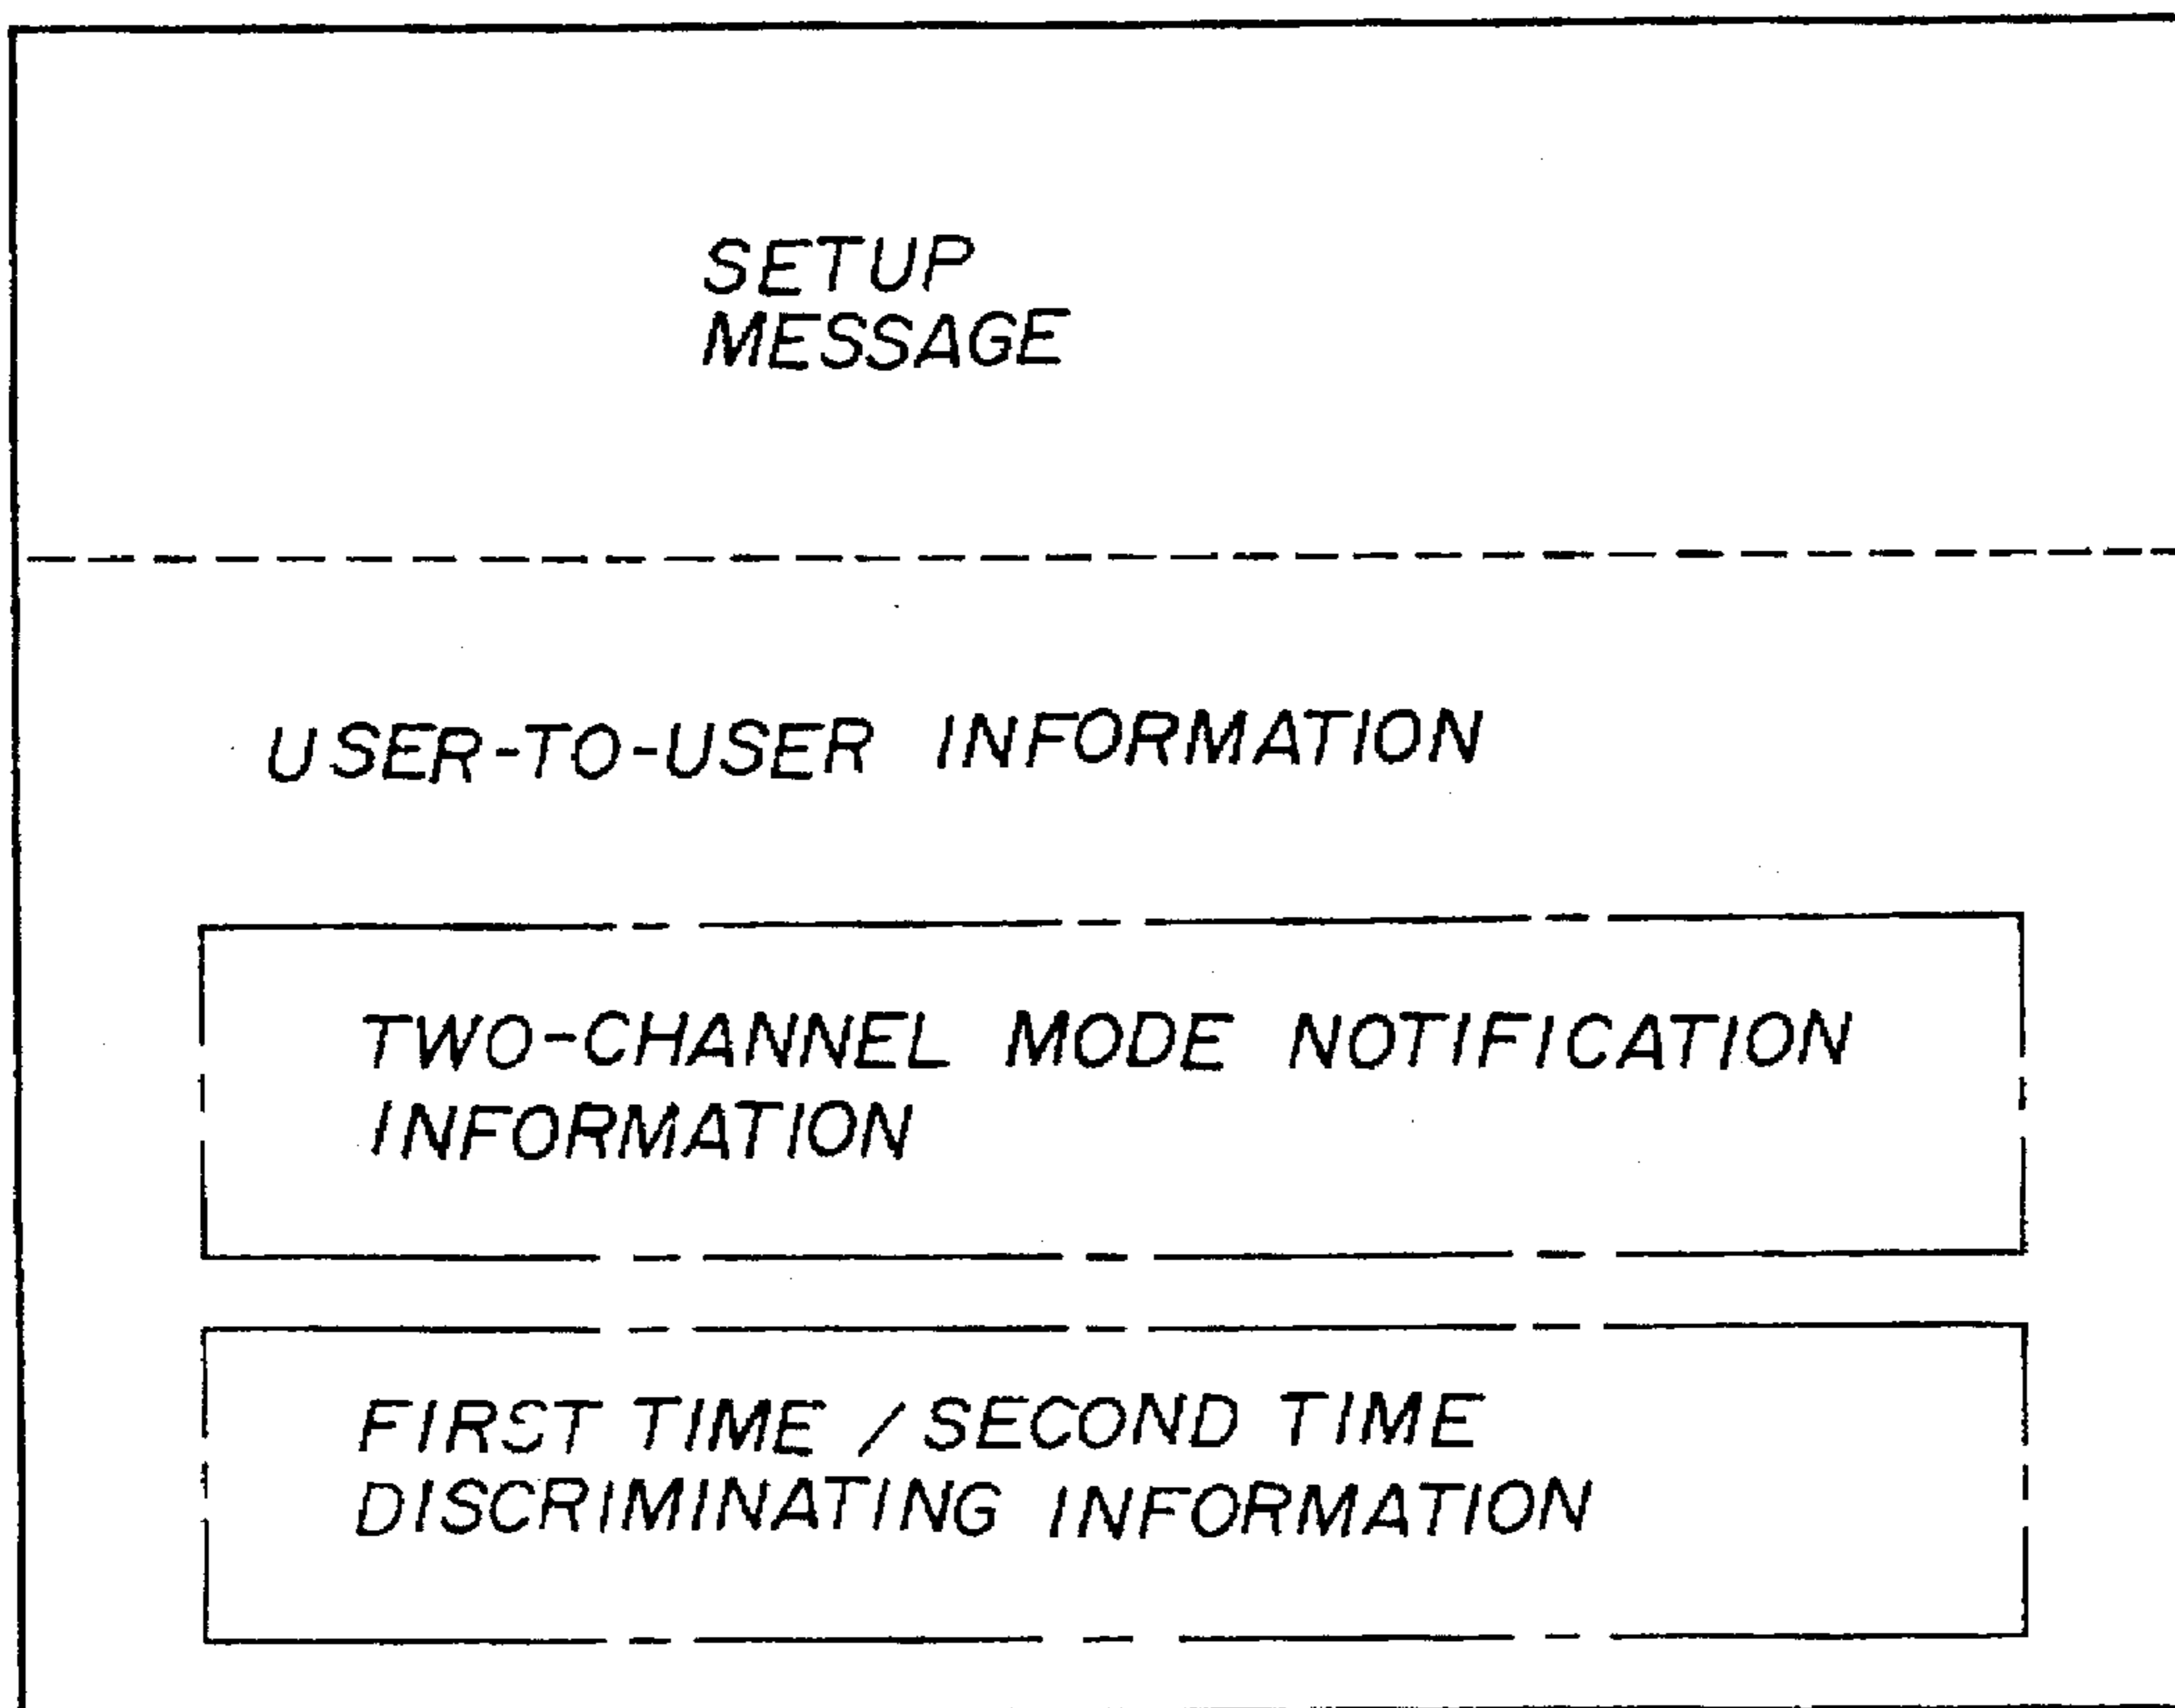 SETUP
MESSAGE
USER-TO-USER INFORMATION
TWO-CHANNEL MODE NOTIFICATION
INFORMATION
FIRST TIME / SECOND TIME
DISCRIMINATING INFORMATION